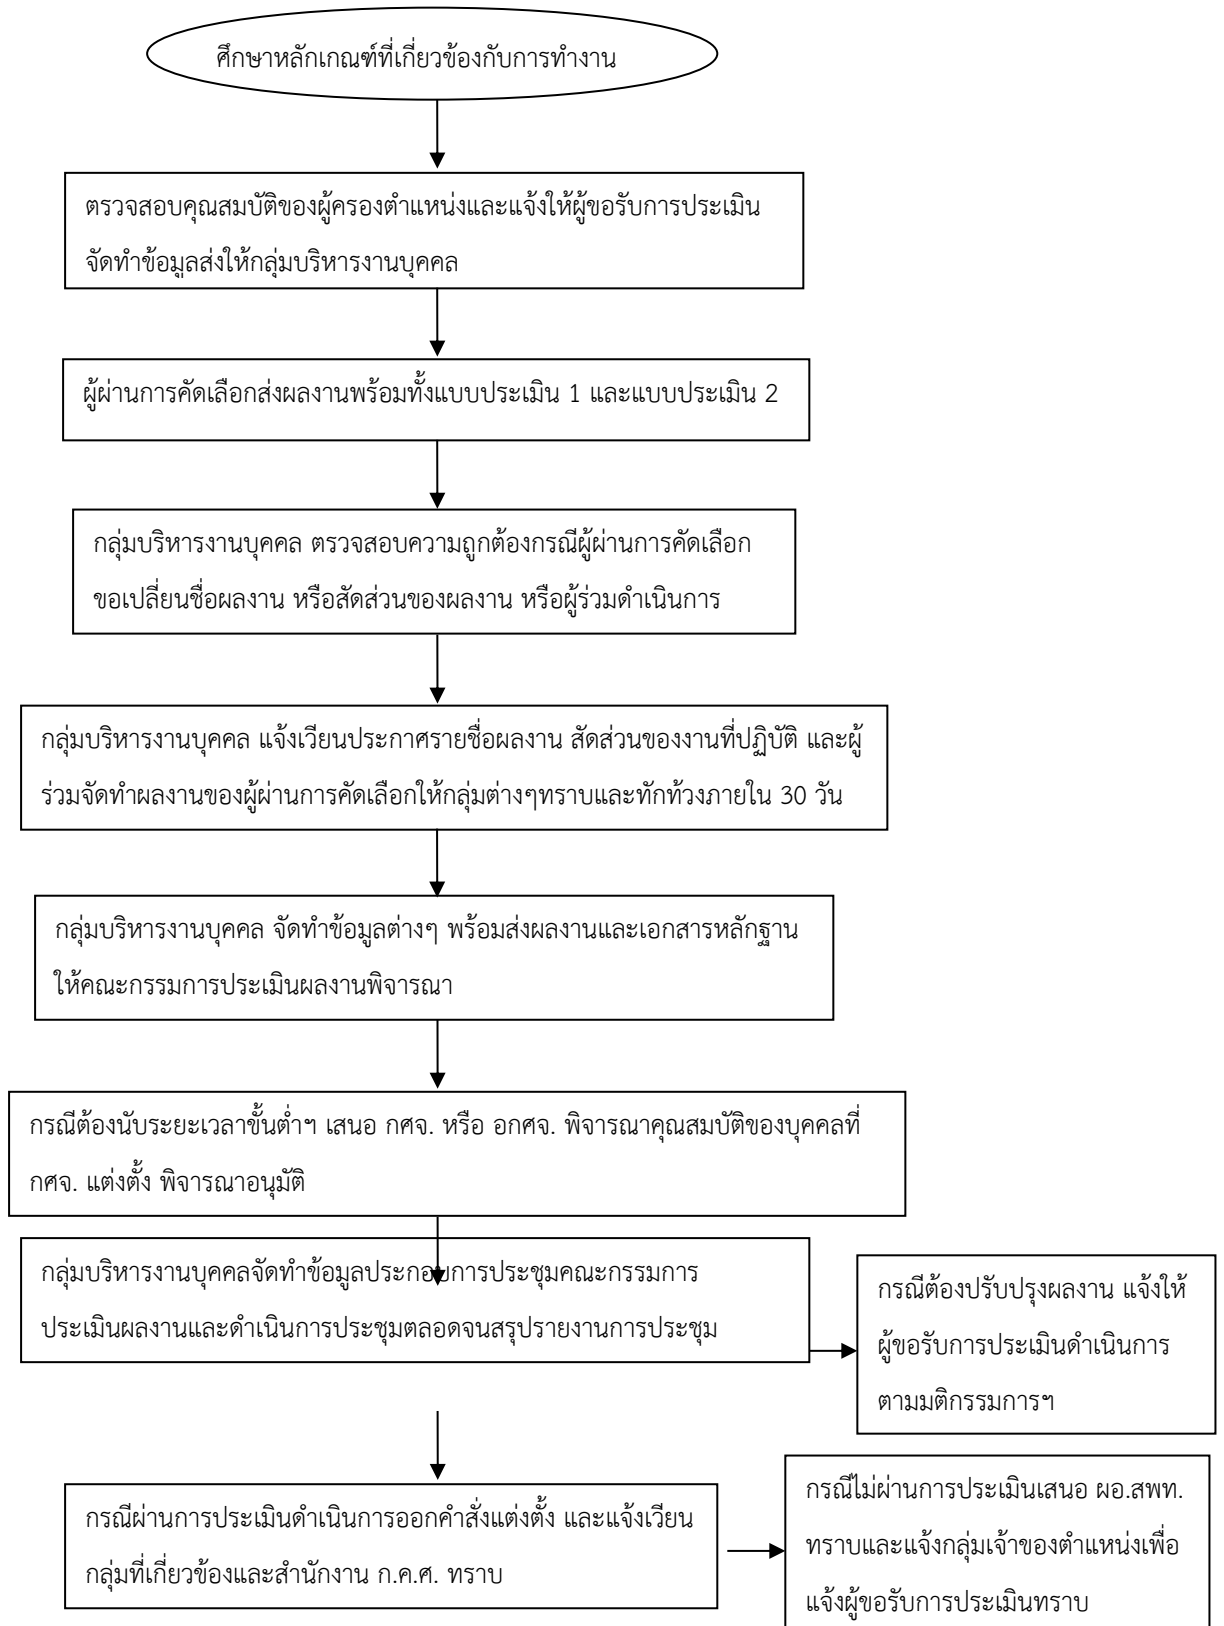 ศึกษาหลักเกณฑ์ที่เกี่ยวข้องกับการทำงาน
ตรวจสอบคุณสมบัติของผู้ครองตำแหน่งและแจ้งให้ผู้ขอรับการประเมิน
จัดทำข้อมูลส่งให้กลุ่มบริหารงานบุคคล
ผู้ผ่านการคัดเลือกส่งผลงานพร้อมทั้งแบบประเมิน 1 และแบบประเมิน 2
กลุ่มบริหารงานบุคคล ตรวจสอบความถูกต้องกรณีผู้ผ่านการคัดเลือก
ขอเปลี่ยนชื่อผลงาน หรือสัดส่วนของผลงาน หรือผู้ร่วมดำเนินการ
กลุ่มบริหารงานบุคคล แจ้งเวียนประกาศรายชื่อผลงาน สัดส่วนของงานที่ปฏิบัติ และผู้
ร่วมจัดทำผลงานของผู้ผ่านการคัดเลือกให้กลุ่มต่างๆทราบและทักท้วงภายใน 30 วัน
กลุ่มบริหารงานบุคคล จัดทำข้อมูลต่างๆ พร้อมส่งผลงานและเอกสารหลักฐาน
ให้คณะกรรมการประเมินผลงานพิจารณา
กรณีต้องนับระยะเวลาขั้นต่ำฯ เสนอ กศจ. หรือ อกศจ. พิจารณาคุณสมบัติของบุคคลที่
กศจ. แต่งตั้ง พิจารณาอนุมัติ
กลุ่มบริหารงานบุคคลจัดทำข้อมูลประกอบการประชุมคณะกรรมการ
ประเมินผลงานและดำเนินการประชุมตลอดจนสรุปรายงานการประชุม
กรณีต้องปรับปรุงผลงาน แจ้งให้
ผู้ขอรับการประเมินดำเนินการ
ตามมติกรรมการฯ
กรณีผ่านการประเมินดำเนินการออกคำสั่งแต่งตั้ง และแจ้งเวียน
กลุ่มที่เกี่ยวข้องและสำนักงาน ก.ค.ศ. ทราบ
กรณีไม่ผ่านการประเมินเสนอ ผอ.สพท.
ทราบและแจ้งกลุ่มเจ้าของตำแหน่งเพื่อ
แจ้งผู้ขอรับการประเมินทราบ